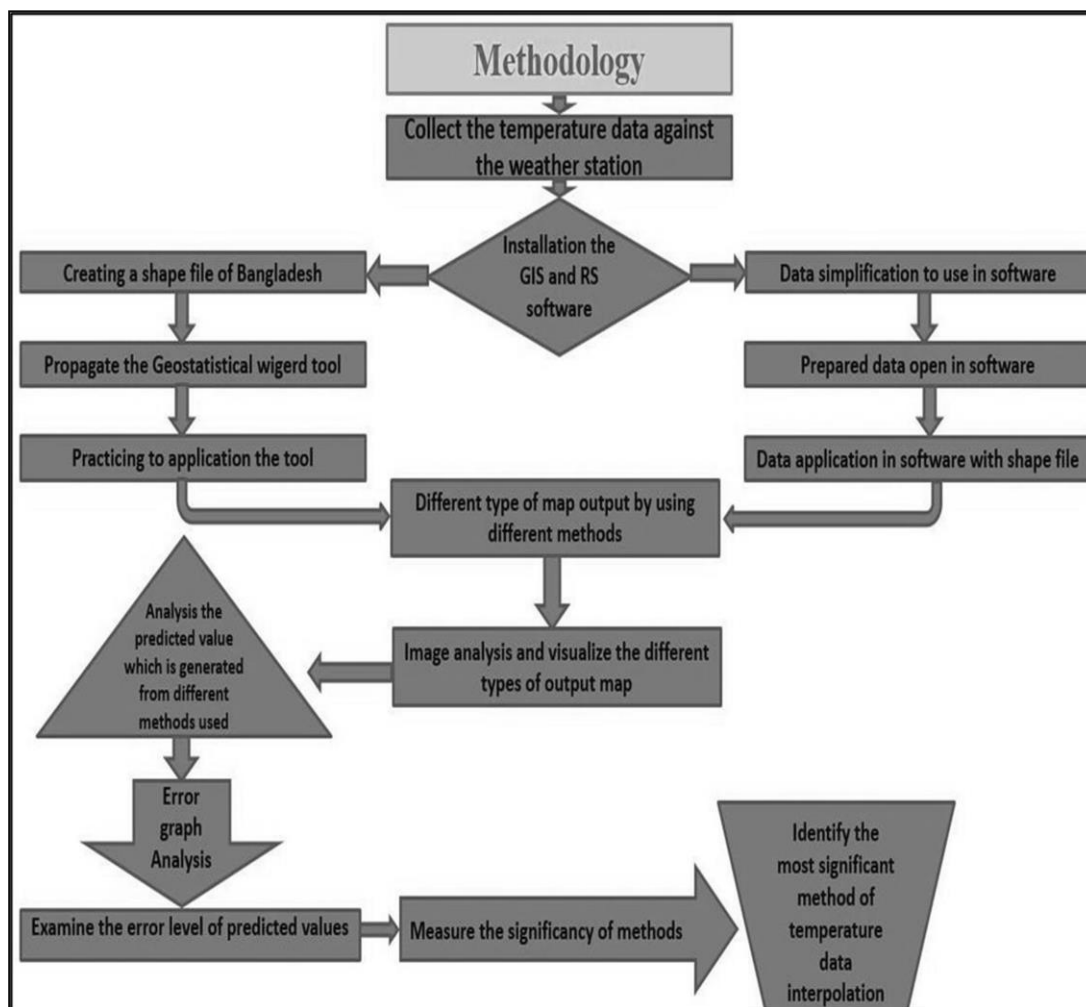 Methodology
Collect the temperature data against
the weather station
Installation the
GIS and RS
software
Creating a shape file of Bangladesh
Propagate the Geostatistical wigerd tool
Practicing to application the tool
Data simplification to use in software
Prepared data open in software
Data application in software with shape file
Different type of map output by using
different methods
Image analysis and visualize the different
types of output map
Analysis the
predicted value
which is generated
from different
methods used
Error
graph
Analysis
Examine the error level of predicted values
Measure the significancy of methods
Identify the
most significant
method of
temperature
data
interpolation